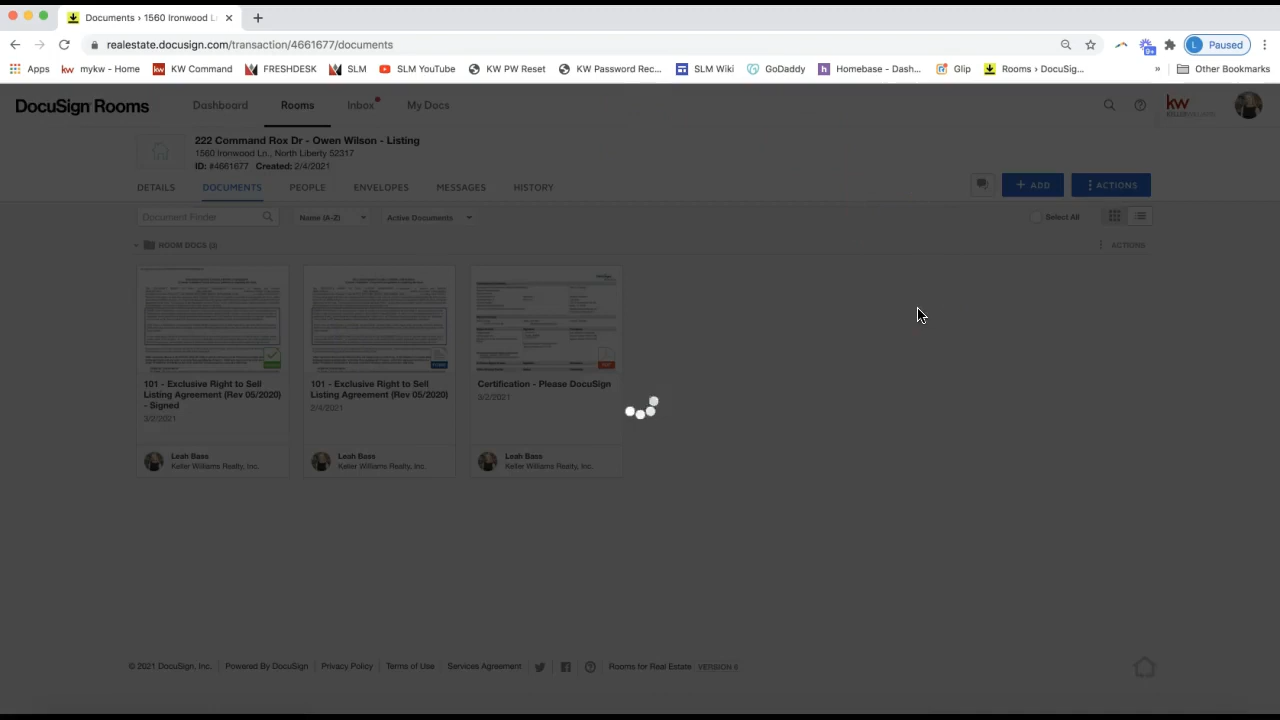 Documents › 1560 Ironwood L
realestate.docusign.com/transaction/4661677/documents
9+
L Paused
Apps
kw mykw - Home
kw KW Command
FRESHDESK
SLM
SLM YouTube
KW PW Reset
KW Password Rec...
SLM Wiki
GoDaddy
h Homebase - Dash...
Glip
Rooms › DocuSig...
»
Other Bookmarks
DocuSign Rooms
Dashboard
Rooms
Inbox
My Docs
kw
KELLERWILLIAMS
222 Command Rox Dr - Owen Wilson - Listing
1560 Ironwood Ln., North Liberty 52317
ID: #4661677 Created: 2/4/2021
DETAILS
DOCUMENTS
PEOPLE
ENVELOPES
MESSAGES
HISTORY
+ ADD
ACTIONS
Document Finder
Name (A-Z)
Active Documents
Select All
ROOM DOCS (3)
ACTIONS
101 - Exclusive Right to Sell
Listing Agreement (Rev 05/2020)
- Signed
3/2/2021
Leah Bass
Keller Williams Realty, Inc.
101 - Exclusive Right to Sell
Listing Agreement (Rev 05/2020)
2/4/2021
Leah Bass
Keller Williams Realty, Inc.
Certification - Please DocuSign
3/2/2021
Leah Bass
Keller Williams Realty, Inc.
© 2021 DocuSign, Inc.
Powered By DocuSign
Privacy Policy
Terms of Use
Services Agreement
Rooms for Real Estate VERSION 6